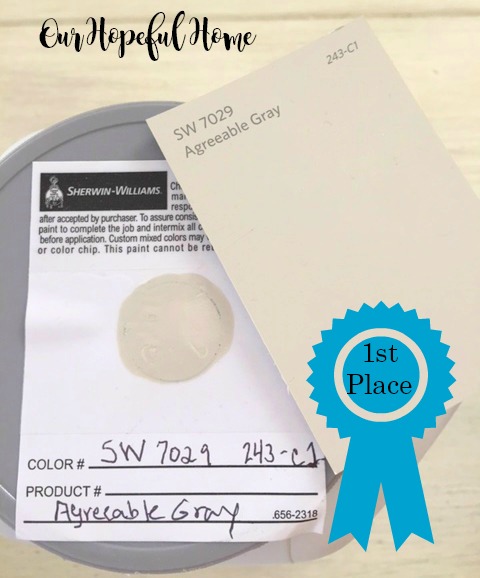 Our Hopeful Home
243-C1
SW 7029
Agreeable Gray
SHERWIN-WILLIAMS
after accepted by purchaser. To assure
paint to complete the job and intermix all
before application. Custom mixed colors may
or color chip. This paint cannot be
1st
Place
COLOR # SW 7029 243-C1
PRODUCT #
Agreeable Gray .656-2318